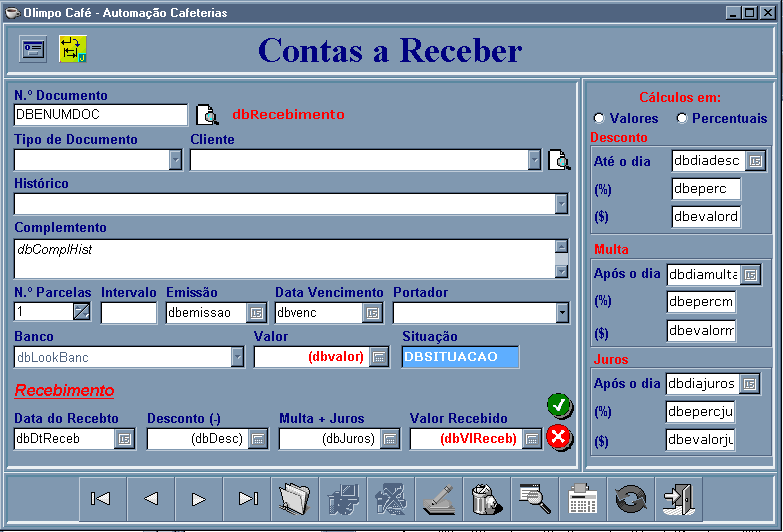 Olimpo Café - Automação Cafeterias
Contas a Receber
N.º Documento
DBENUMDOC
dbRecebimento
Tipo de Documento Cliente
Histórico
Complemtento
dbComplHist
N.º Parcelas Intervalo Emissão Data Vencimento Portador
1 dbemissao dbvenc
Banco Valor Situação
dbLookBanc (dbvalor) DBSITUACAO
Recebimento
Data do Recebto Desconto (-) Multa + Juros Valor Recebido
dbDtReceb (dbDesc) (dbJuros) (dbVlReceb)
Cálculos em:
Valores Percentuais
Desconto
Até o dia dbdiadesc
(%) dbeperc
($) dbevalord
Multa
Após o dia dbdiamulta
(%) dbepercm
($) dbevalorm
Juros
Após o dia dbdiajuros
(%) dbepercju
($) dbevalorju